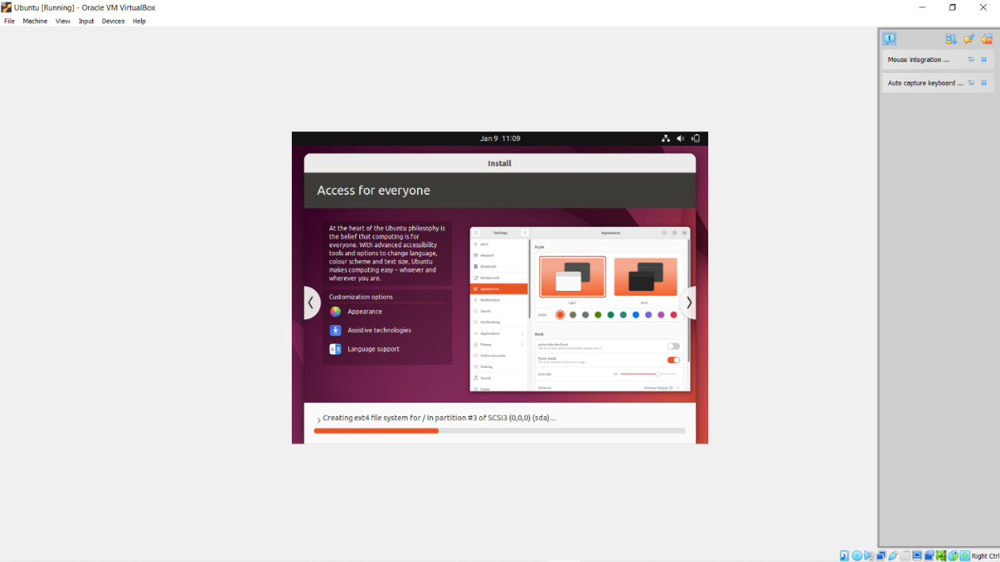 Ubuntu [Running] - Oracle VM VirtualBox
File Machine View Input Devices Help
Mouse integration ...
Auto capture keyboard ...
Jan 9 11:09
Install
Access for everyone
At the heart of the Ubuntu philosophy is
the belief that computing is for
everyone. With advanced accessibility
tools and options to change language,
colour scheme and text size, Ubuntu
makes computing easy – whoever and
wherever you are.
Customization options
Appearance
Assistive technologies
Language support
Settings
Appearance
Wi-Fi
Network
Bluetooth
Background
Appearance
Notifications
Search
Multitasking
Applications
Privacy
Online Accounts
Sharing
Sound
Power
Style
Light Dark
Color
Dock
Auto-hide the Dock
Panel mode
Icon size
Show on Primary Display (1)
Creating ext4 file system for / in partition #3 of SCSI3 (0,0,0) (sda)...
Right Ctrl